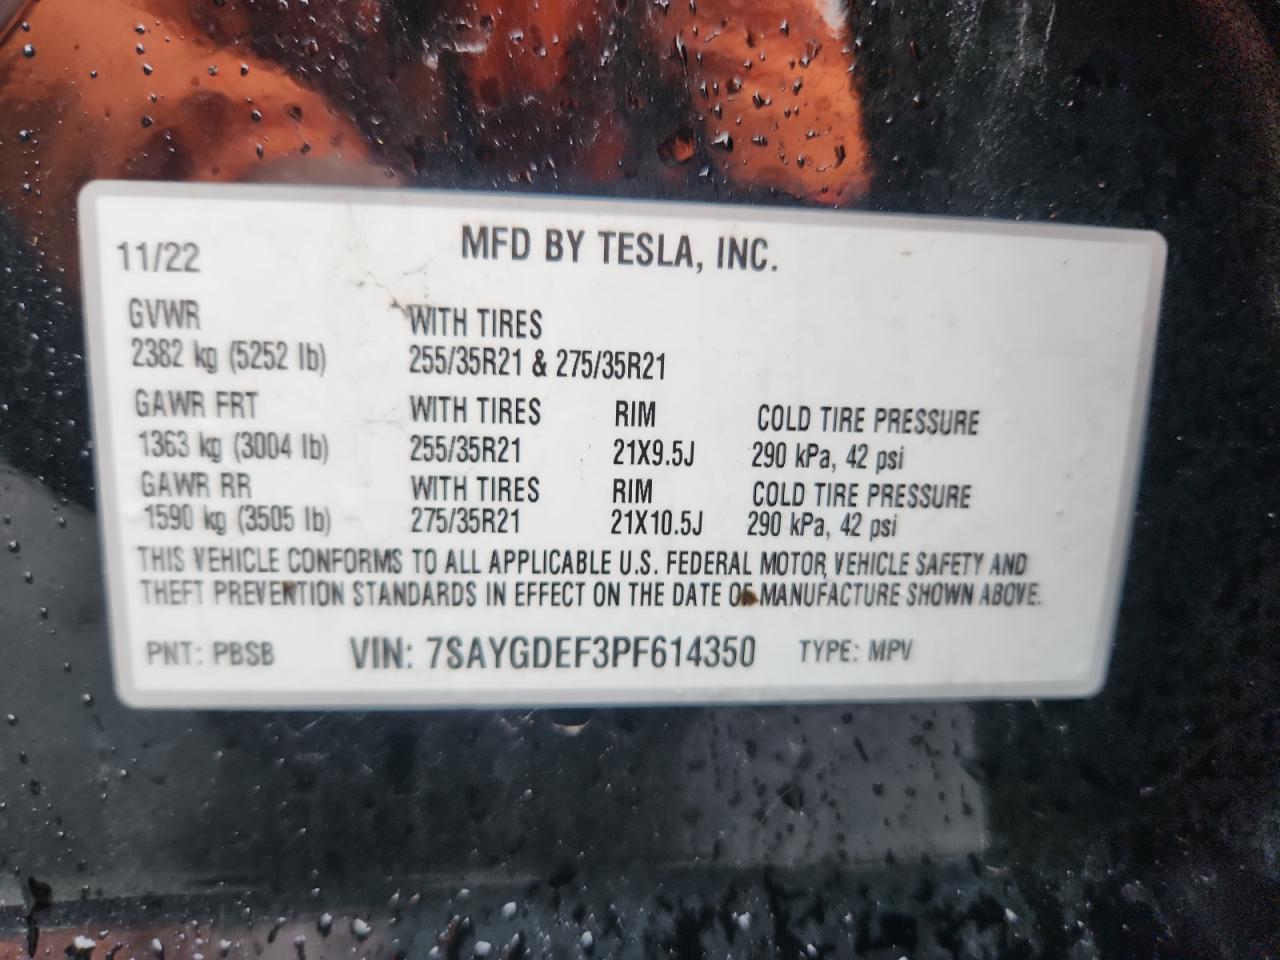 11/22 MFD BY TESLA, INC.
GVWR WITH TIRES
2382 kg (5252 lb) 255/35R21 & 275/35R21
GAWR FRT WITH TIRES RIM COLD TIRE PRESSURE
1363 kg (3004 lb) 255/35R21 21X9.5J 290 kPa, 42 psi
GAWR RR WITH TIRES RIM COLD TIRE PRESSURE
1590 kg (3505 lb) 275/35R21 21X10.5J 290 kPa, 42 psi
THIS VEHICLE CONFORMS TO ALL APPLICABLE U.S. FEDERAL MOTOR VEHICLE SAFETY AND
THEFT PREVENTION STANDARDS IN EFFECT ON THE DATE OF MANUFACTURE SHOWN ABOVE.
PNT: PBSB VIN: 7SAYGDEF3PF614350 TYPE: MPV